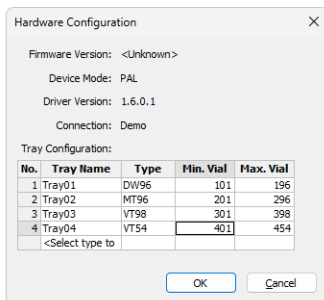 Hardware Configuration
Firmware Version: <Unknown>
Device Mode: PAL
Driver Version: 1.6.0.1
Connection: Demo
Tray Configuration:
No. Tray Name Type Min. Vial Max. Vial
1 Tray01 DW96 101 196
2 Tray02 MT96 201 296
3 Tray03 VT98 301 398
4 Tray04 VT54 401 454
<Select type to
OK Cancel